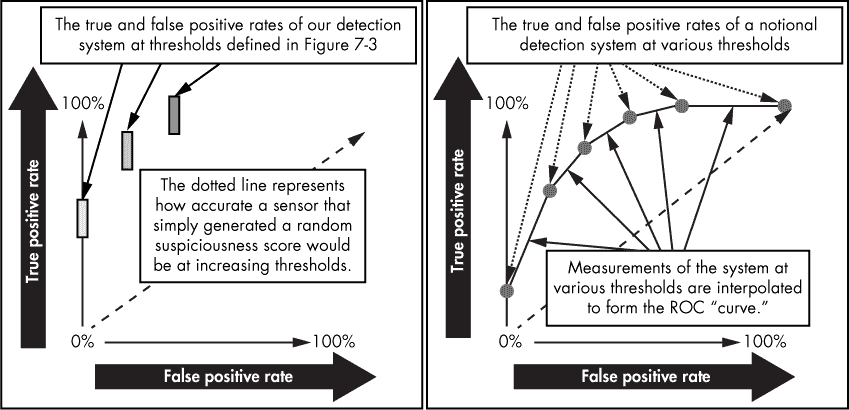 The true and false positive rates of our detection
system at thresholds defined in Figure 7-3
100%
True positive rate
The dotted line represents
how accurate a sensor that
simply generated a random
suspiciousness score would
be at increasing thresholds.
0%
100%
False positive rate
The true and false positive rates of a notional
detection system at various thresholds
100%
True positive rate
Measurements of the system at
various thresholds are interpolated
to form the ROC “curve.”
0%
100%
False positive rate